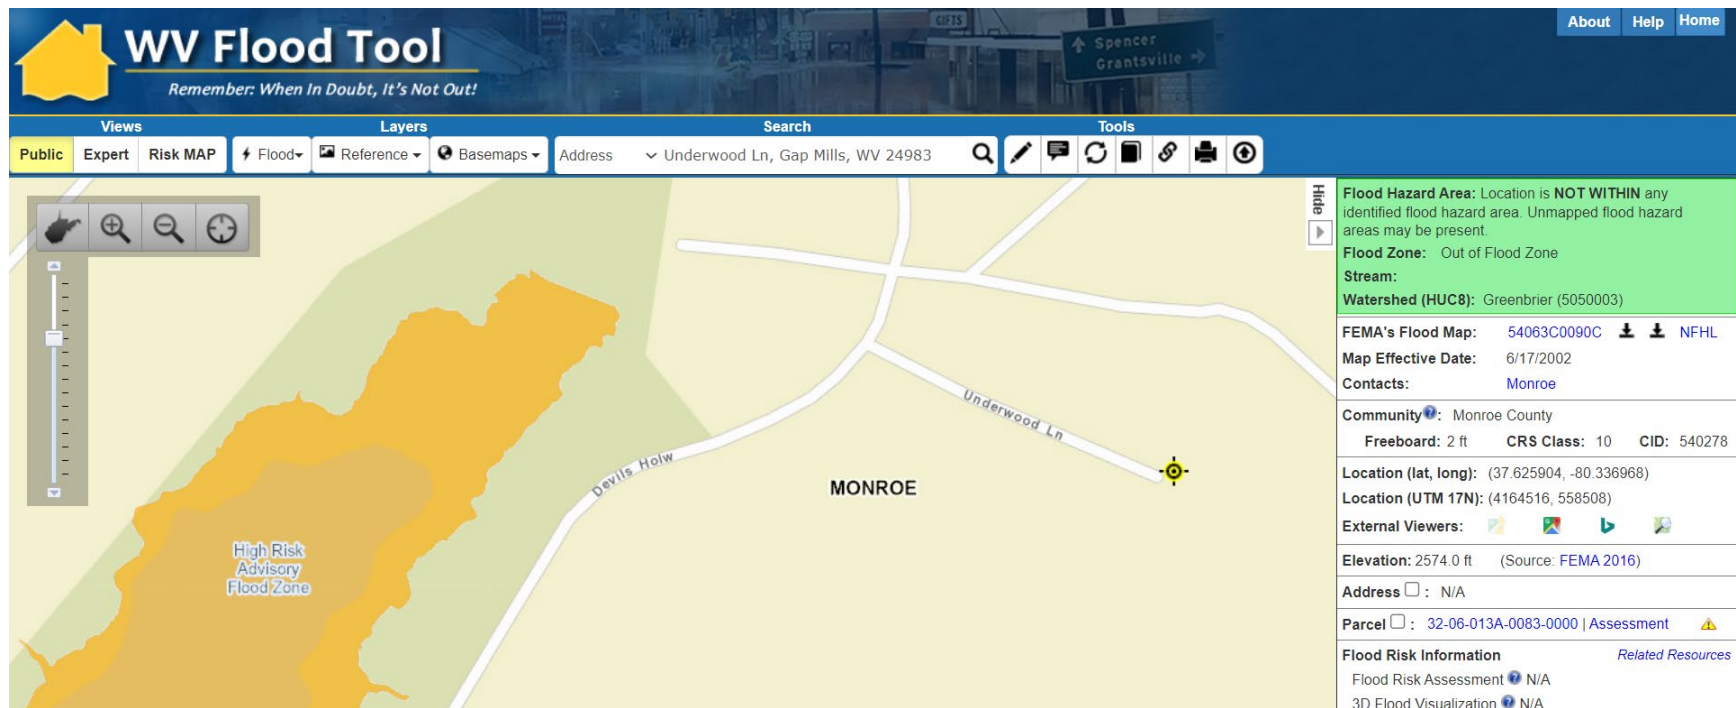 WV Flood Tool
Remember: When In Doubt, It's Not Out!
GIFTS
Spencer
Grantsville
About Help Home
Views Layers Search Tools
Public Expert Risk MAP Flood Reference Basemaps Address Underwood Ln, Gap Mills, WV 24983
Hide
Underwood Ln
Devils Holw
MONROE
High Risk
Advisory
Flood Zone
Flood Hazard Area: Location is NOT WITHIN any
identified flood hazard area. Unmapped flood hazard
areas may be present.
Flood Zone: Out of Flood Zone
Stream:
Watershed (HUC8): Greenbrier (5050003)
FEMA's Flood Map: 54063C0090C NFHL
Map Effective Date: 6/17/2002
Contacts: Monroe
Community: Monroe County
Freeboard: 2 ft CRS Class: 10 CID: 540278
Location (lat, long): (37.625904, -80.336968)
Location (UTM 17N): (4164516, 558508)
External Viewers:
Elevation: 2574.0 ft (Source: FEMA 2016)
Address : N/A
Parcel : 32-06-013A-0083-0000 | Assessment
Flood Risk Information Related Resources
Flood Risk Assessment N/A
3D Flood Visualization N/A